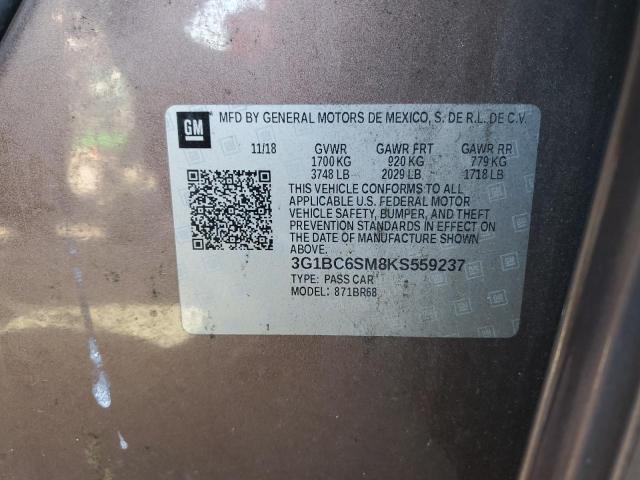 GM
MFD BY GENERAL MOTORS DE MEXICO, S. DE R.L. DE C.V.
11/18 GVWR GAWR FRT GAWR RR
1700 KG 920 KG 779 KG
3748 LB 2029 LB 1718 LB
THIS VEHICLE CONFORMS TO ALL
APPLICABLE U.S. FEDERAL MOTOR
VEHICLE SAFETY, BUMPER, AND THEFT
PREVENTION STANDARDS IN EFFECT
ON THE DATE OF MANUFACTURE SHOWN
ABOVE.
3G1BC6SM8KS559237
TYPE: PASS CAR
MODEL: 871BR68
1